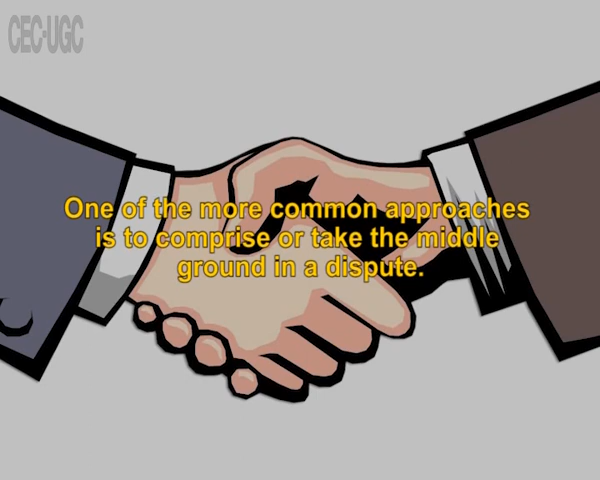 CEC-UGC
One of the more common approaches
is to comprise or take the middle
ground in a dispute.